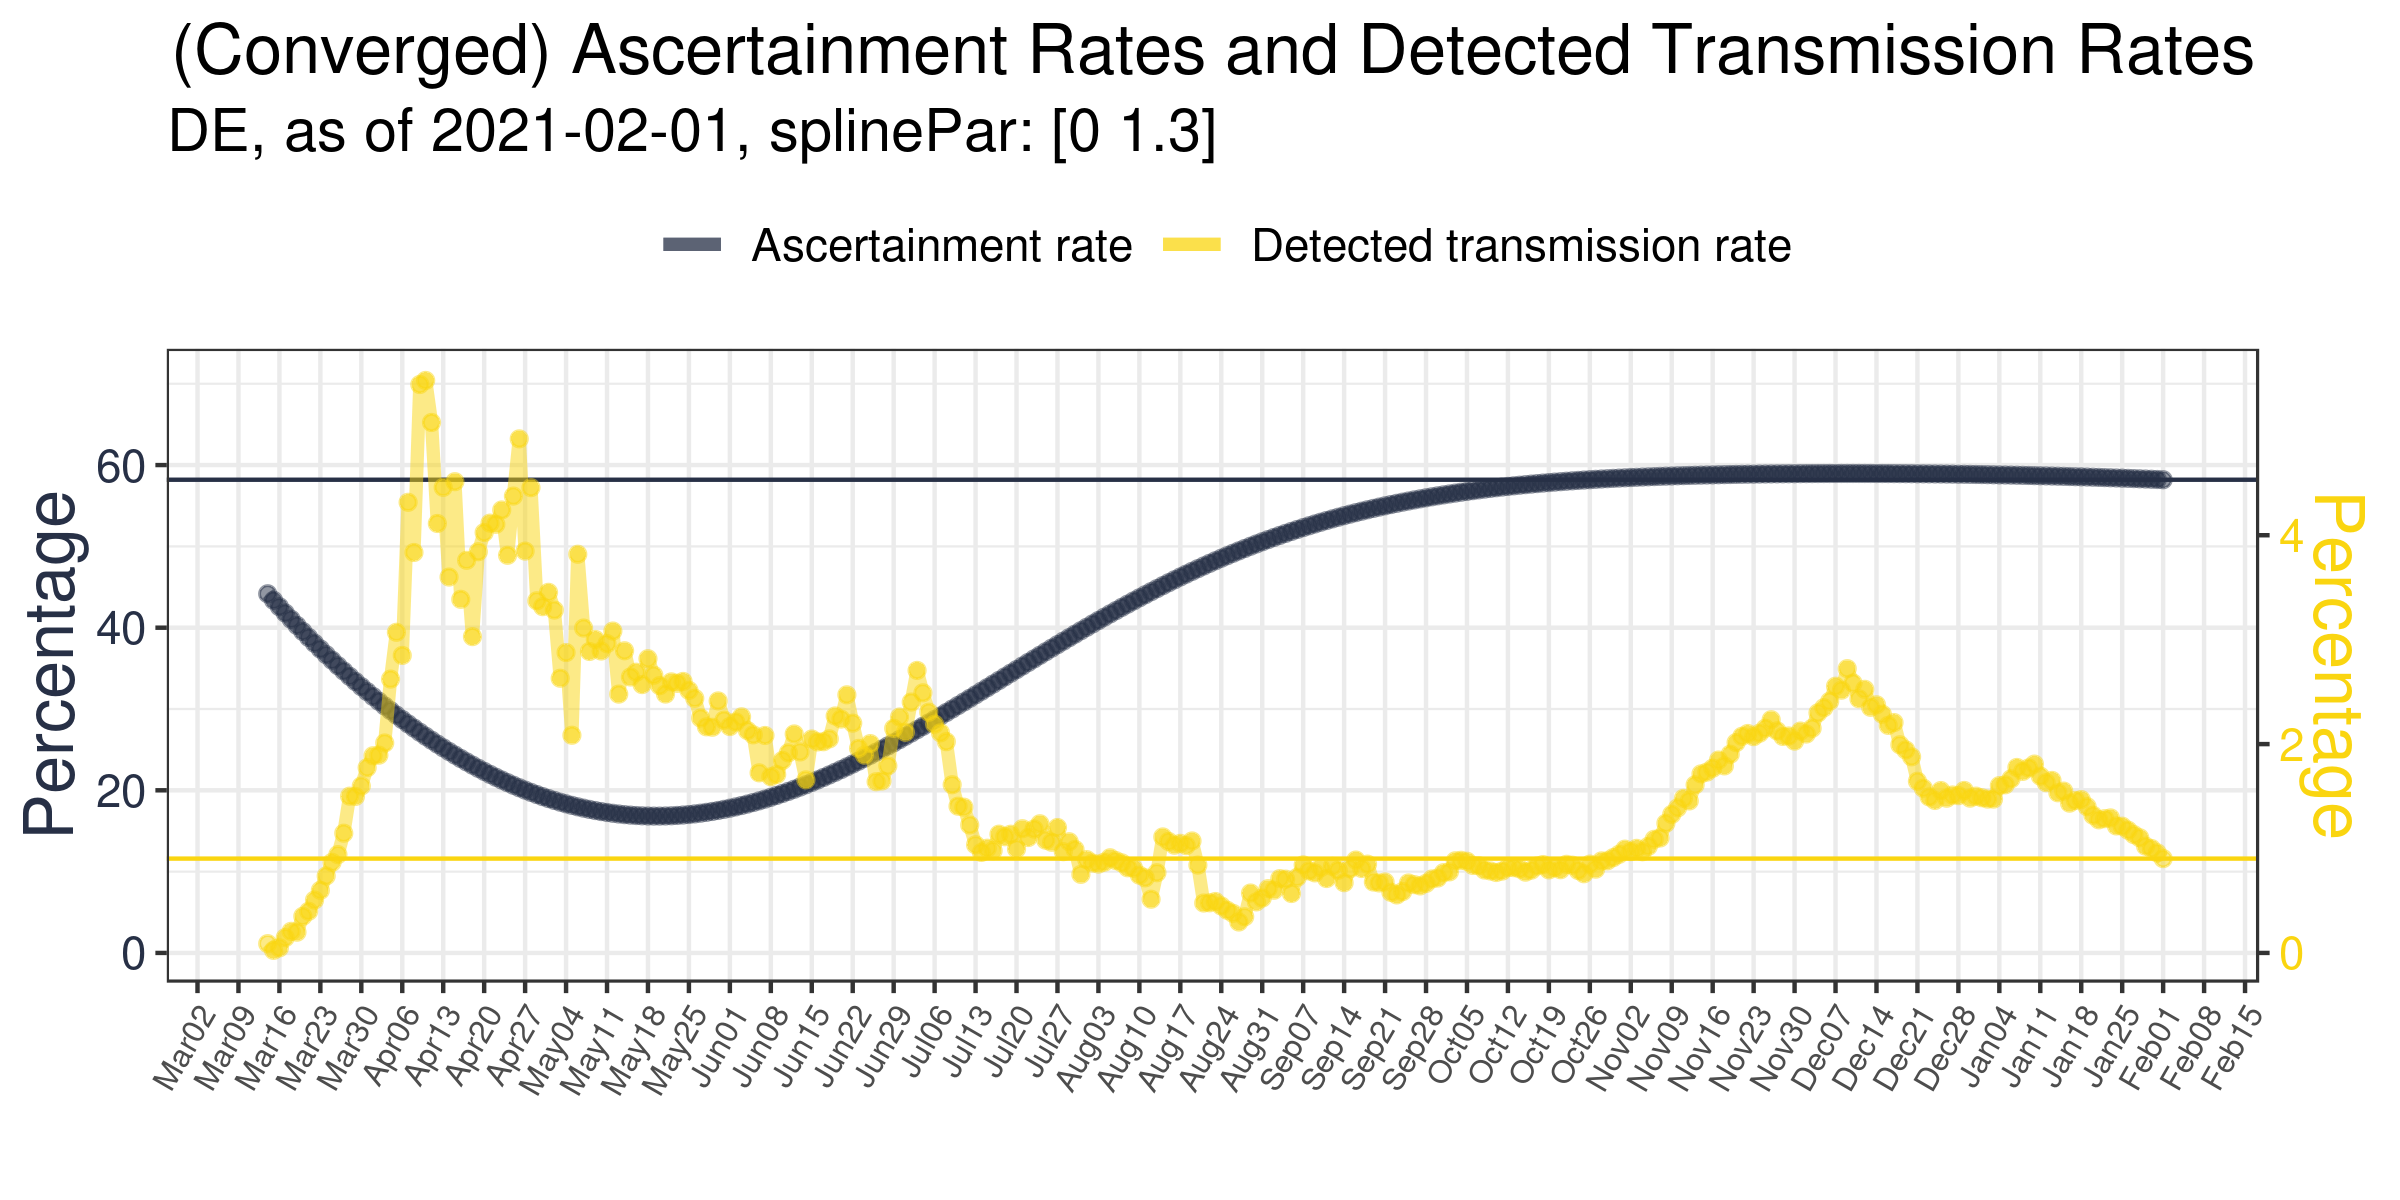 (Converged) Ascertainment Rates and Detected Transmission Rates
DE, as of 2021-02-01, splinePar: [0 1.3]
Ascertainment rate Detected transmission rate
Percentage
60
40
20
0
4
2
0
Percentage
Mar02 Mar09 Mar16 Mar23 Mar30 Apr06 Apr13 Apr20 Apr27 May04 May11 May18 May25 Jun01 Jun08 Jun15 Jun22 Jun29 Jul06 Jul13 Jul20 Jul27 Aug03 Aug10 Aug17 Aug24 Aug31 Sep07 Sep14 Sep21 Sep28 Oct05 Oct12 Oct19 Oct26 Nov02 Nov09 Nov16 Nov23 Nov30 Dec07 Dec14 Dec21 Dec28 Jan04 Jan11 Jan18 Jan25 Feb01 Feb08 Feb15